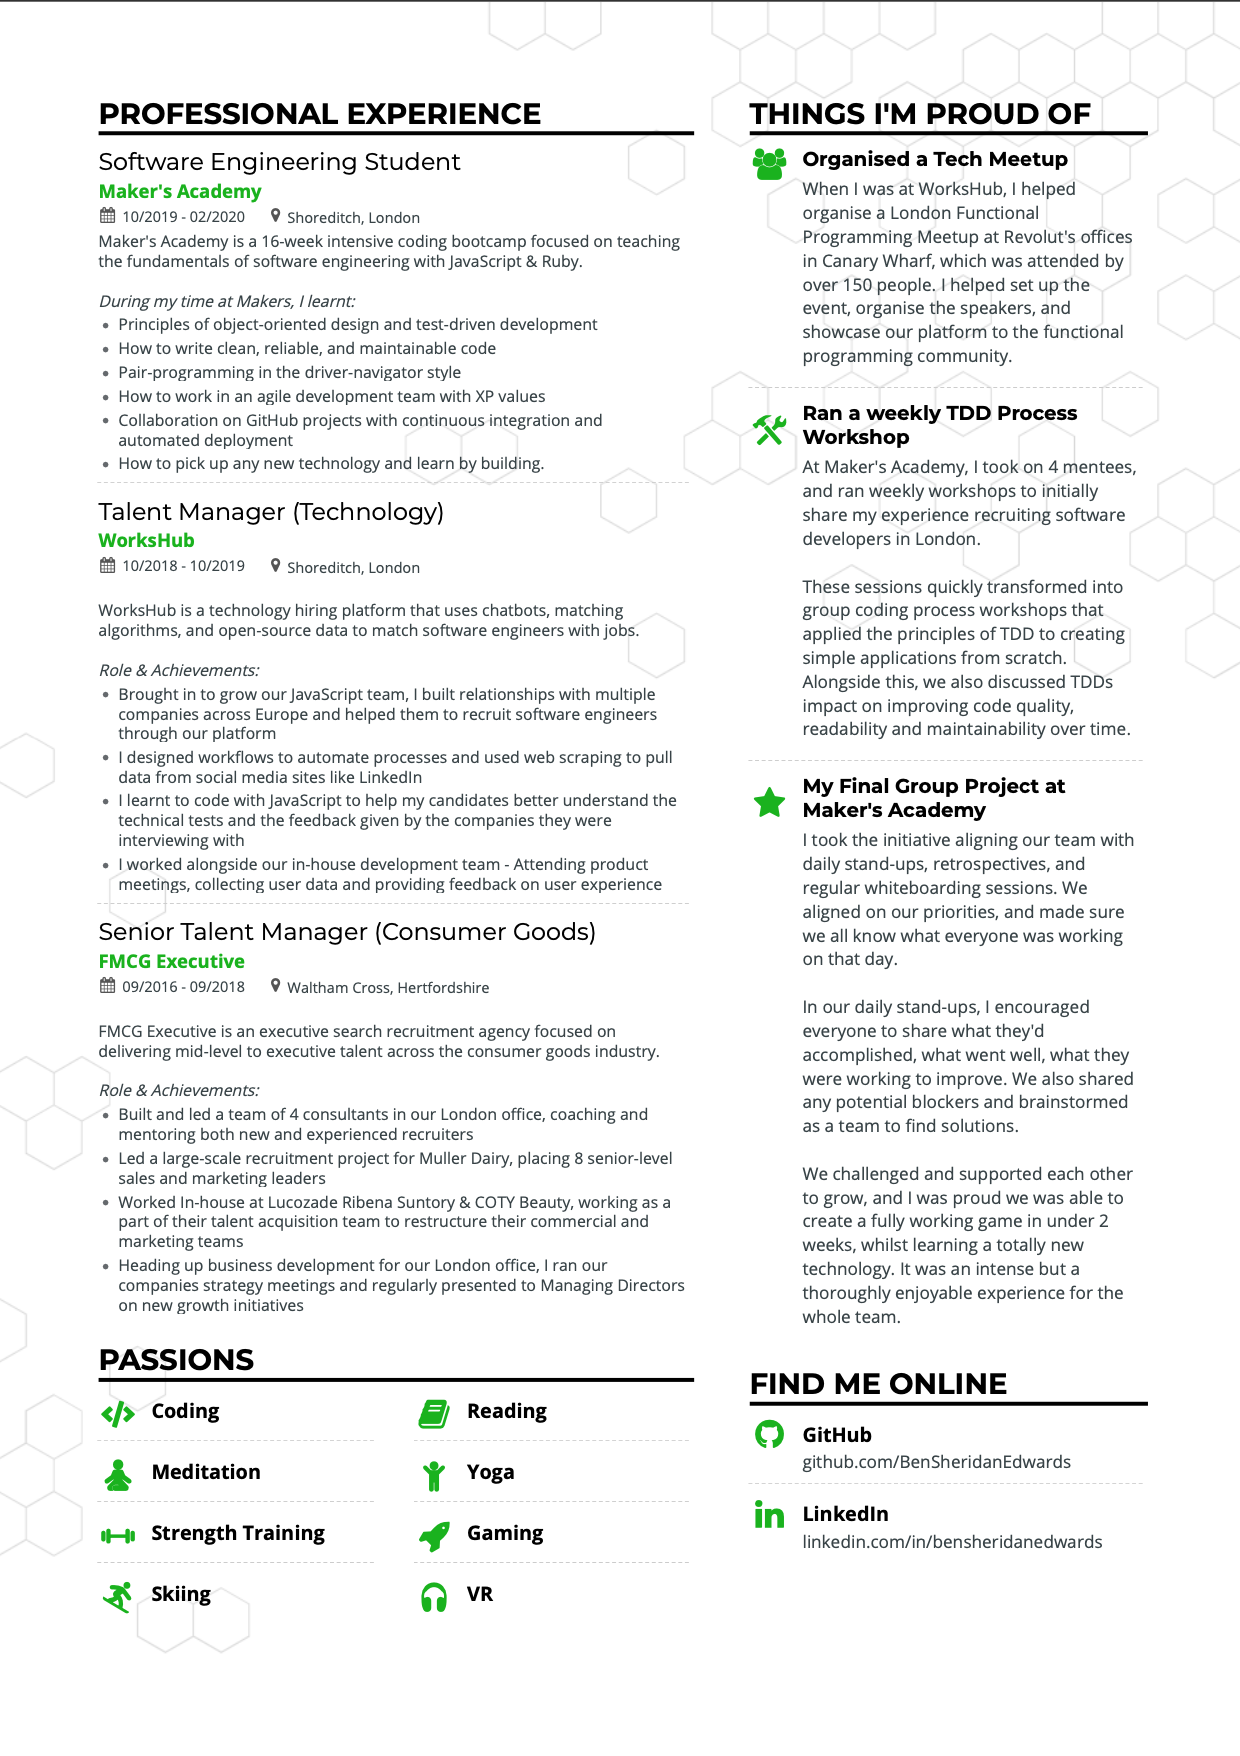 PROFESSIONAL EXPERIENCE
Software Engineering Student
Maker's Academy
10/2019 - 02/2020 Shoreditch, London
Maker's Academy is a 16-week intensive coding bootcamp focused on teaching
the fundamentals of software engineering with JavaScript & Ruby.
During my time at Makers, I learnt:
• Principles of object-oriented design and test-driven development
• How to write clean, reliable, and maintainable code
• Pair-programming in the driver-navigator style
• How to work in an agile development team with XP values
• Collaboration on GitHub projects with continuous integration and
automated deployment
• How to pick up any new technology and learn by building.
Talent Manager (Technology)
WorksHub
10/2018 - 10/2019 Shoreditch, London
WorksHub is a technology hiring platform that uses chatbots, matching
algorithms, and open-source data to match software engineers with jobs.
Role & Achievements:
• Brought in to grow our JavaScript team, I built relationships with multiple
companies across Europe and helped them to recruit software engineers
through our platform
• I designed workflows to automate processes and used web scraping to pull
data from social media sites like LinkedIn
• I learnt to code with JavaScript to help my candidates better understand the
technical tests and the feedback given by the companies they were
interviewing with
• I worked alongside our in-house development team - Attending product
meetings, collecting user data and providing feedback on user experience
Senior Talent Manager (Consumer Goods)
FMCG Executive
09/2016 - 09/2018 Waltham Cross, Hertfordshire
FMCG Executive is an executive search recruitment agency focused on
delivering mid-level to executive talent across the consumer goods industry.
Role & Achievements:
• Built and led a team of 4 consultants in our London office, coaching and
mentoring both new and experienced recruiters
• Led a large-scale recruitment project for Muller Dairy, placing 8 senior-level
sales and marketing leaders
• Worked In-house at Lucozade Ribena Suntory & COTY Beauty, working as a
part of their talent acquisition team to restructure their commercial and
marketing teams
• Heading up business development for our London office, I ran our
companies strategy meetings and regularly presented to Managing Directors
on new growth initiatives
PASSIONS
Coding
Reading
Meditation
Yoga
Strength Training
Gaming
Skiing
VR
THINGS I'M PROUD OF
Organised a Tech Meetup
When I was at WorksHub, I helped
organise a London Functional
Programming Meetup at Revolut's offices
in Canary Wharf, which was attended by
over 150 people. I helped set up the
event, organise the speakers, and
showcase our platform to the functional
programming community.
Ran a weekly TDD Process
Workshop
At Maker's Academy, I took on 4 mentees,
and ran weekly workshops to initially
share my experience recruiting software
developers in London.
These sessions quickly transformed into
group coding process workshops that
applied the principles of TDD to creating
simple applications from scratch.
Alongside this, we also discussed TDDs
impact on improving code quality,
readability and maintainability over time.
My Final Group Project at
Maker's Academy
I took the initiative aligning our team with
daily stand-ups, retrospectives, and
regular whiteboarding sessions. We
aligned on our priorities, and made sure
we all know what everyone was working
on that day.
In our daily stand-ups, I encouraged
everyone to share what they'd
accomplished, what went well, what they
were working to improve. We also shared
any potential blockers and brainstormed
as a team to find solutions.
We challenged and supported each other
to grow, and I was proud we was able to
create a fully working game in under 2
weeks, whilst learning a totally new
technology. It was an intense but a
thoroughly enjoyable experience for the
whole team.
FIND ME ONLINE
GitHub
github.com/BenSheridanEdwards
LinkedIn
linkedin.com/in/bensheridanedwards